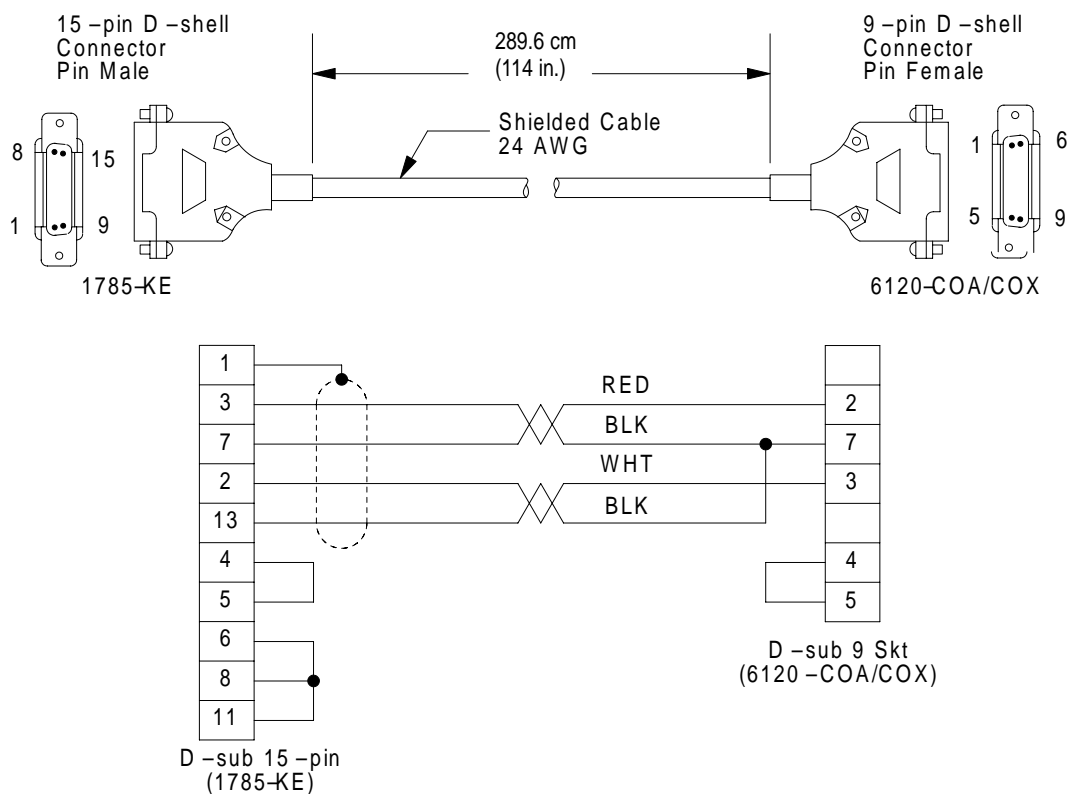 15 –pin D –shell
Connector
Pin Male
289.6 cm
(114 in.)
9 –pin D –shell
Connector
Pin Female
Shielded Cable
24 AWG
8
15
1
9
1785–KE
1
6
5
9
6120–COA/COX
1
3
7
2
13
4
5
6
8
11
RED
BLK
WHT
BLK
2
7
3
4
5
D –sub 15 –pin
(1785–KE)
D –sub 9 Skt
(6120 –COA/COX)